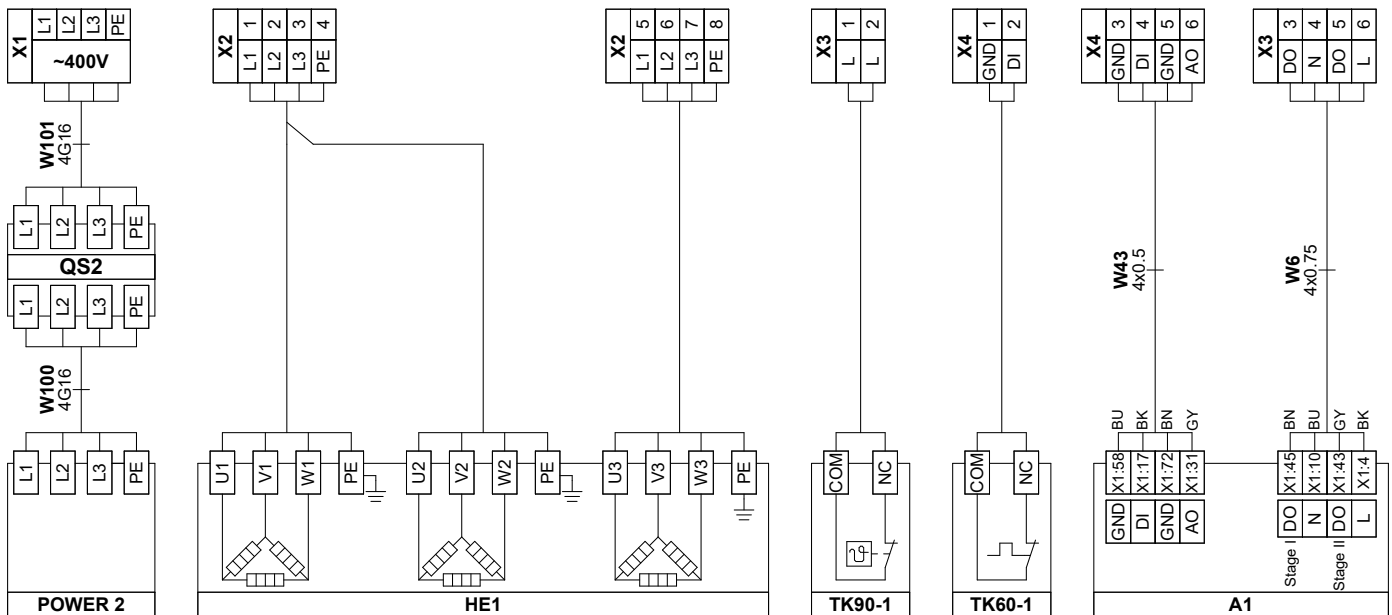 X1 L1 L2 L3 PE
~400V
X2 1 2 3 4
L1 L2 L3 PE
X2 5 6 7 8
L1 L2 L3 PE
X3 1 2
L L
X4 1 2
GND DI
X4 3 4 5 6
GND DI GND AO
X3 3 4 5 6
DO N DO L
W101
4G16
L1 L2 L3 PE
QS2
L1 L2 L3 PE
W100
4G16
W43
4x0.5
W6
4x0.75
BU BK BN GY
BN BU GY BK
L1 L2 L3 PE
U1 V1 W1 PE
U2 V2 W2 PE
U3 V3 W3 PE
COM NC
COM NC
X1:58 X1:17 X1:72 X1:31
GND DI GND AO
X1:45 X1:10 X1:43 X1:4
DO N DO L
Stage I
Stage II
POWER 2
HE1
TK90-1
TK60-1
A1